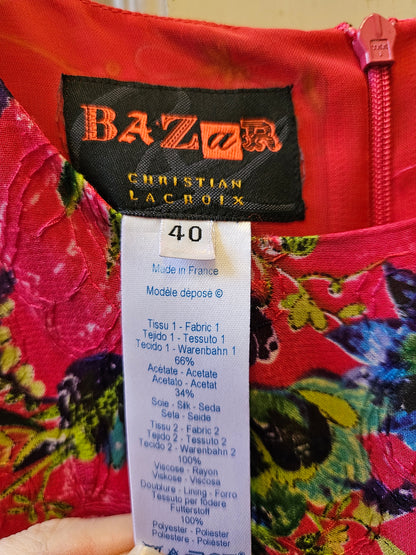 YKK
BAZaR
CHRISTIAN
LACROIX
40
Made in France
Modèle déposé ©
Tissu 1 - Fabric 1
Tejido 1 - Tessuto 1
Tecido 1 - Warenbahn 1
66%
Acétate - Acetate
Acetato - Acetat
34%
Soie - Silk - Seda
Seta - Seide
Tissu 2 - Fabric 2
Tejido 2 - Tessuto 2
Tecido 2 - Warenbahn 2
100%
Viscose - Rayon
Viskose - Viscosa
Doublure - Lining - Forro
Tessuto per fodere
Futterstoff
100%
Polyester - Polyester
Poliestere - Poliéster